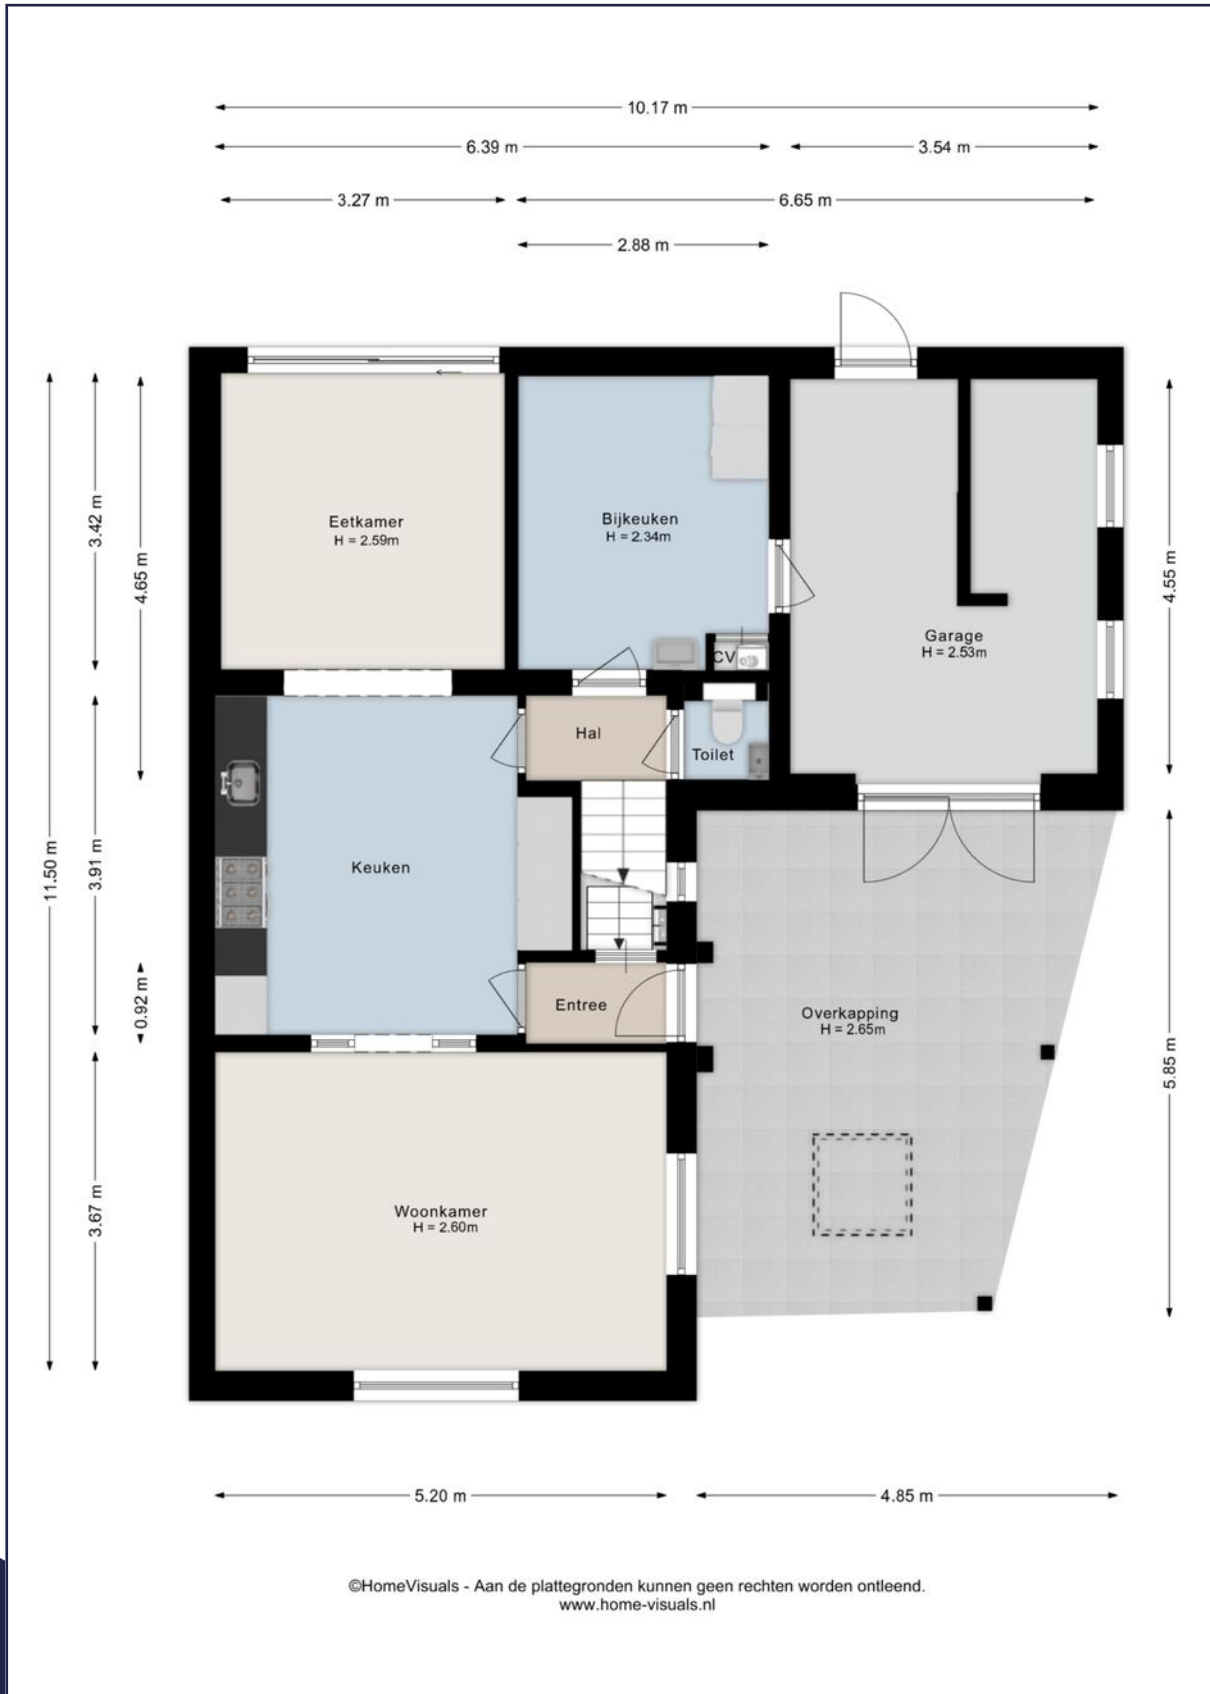 10.17 m
6.39 m
3.54 m
3.27 m
6.65 m
2.88 m
Eetkamer
H = 2.59m
Bijkeuken
H = 2.34m
3.42 m
4.65 m
4.55 m
Garage
H = 2.53m
CV
Hal
Toilet
Keuken
11.50 m
3.91 m
0.92 m
Entree
Overkapping
H = 2.65m
5.85 m
Woonkamer
H = 2.60m
3.67 m
5.20 m
4.85 m
©HomeVisuals - Aan de plattegronden kunnen geen rechten worden ontleend.
www.home-visuals.nl